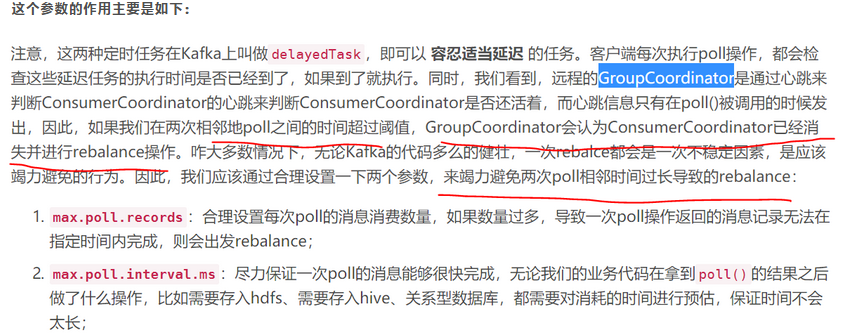 这个参数的作用主要是如下：
注意，这两种定时任务在Kafka上叫做 delayedTask ，即可以 容忍适当延迟 的任务。客户端每次执行poll操作，都会检
查这些延迟任务的执行时间是否已经到了，如果到了就执行。同时，我们看到，远程的GroupCoordinator是通过心跳来
判断ConsumerCoordinator的心跳来判断ConsumerCoordinator是否还活着，而心跳信息只有在poll()被调用的时候发
出，因此，如果我们在两次相邻地poll之间的时间超过阈值，GroupCoordinator会认为ConsumerCoordinator已经消
失并进行rebalance操作。咋大多数情况下，无论Kafka的代码多么的健壮，一次rebalce都会是一次不稳定因素，是应该
竭力避免的行为。因此，我们应该通过合理设置一下两个参数，来竭力避免两次poll相邻时间过长导致的rebalance：
1. max.poll.records：合理设置每次poll的消息消费数量，如果数量过多，导致一次poll操作返回的消息记录无法在
指定时间内完成，则会出发rebalance；
2. max.poll.interval.ms：尽力保证一次poll的消息能够很快完成，无论我们的业务代码在拿到 poll() 的结果之后
做了什么操作，比如需要存入hdfs、需要存入hive、关系型数据库，都需要对消耗的时间进行预估，保证时间不会
太长；